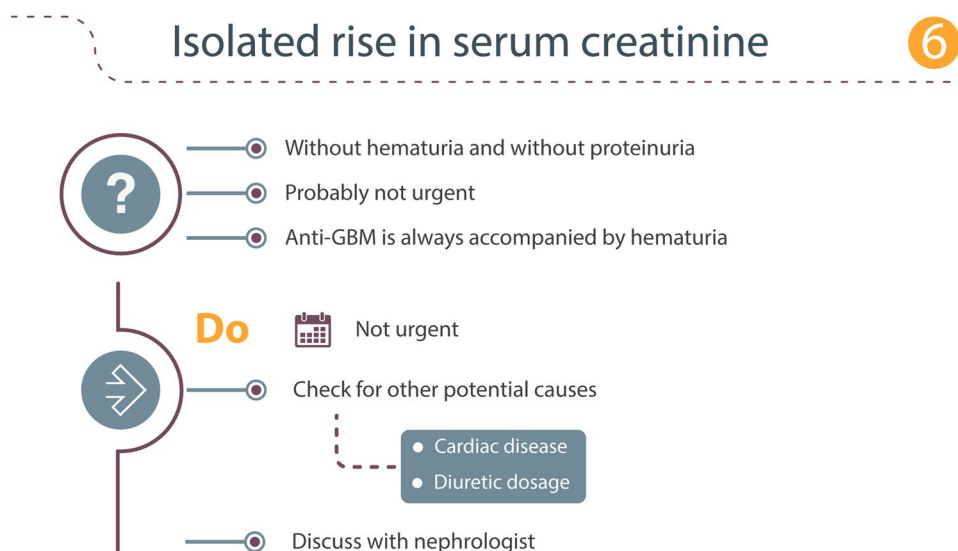 Isolated rise in serum creatinine
6
?
Without hematuria and without proteinuria
Probably not urgent
Anti-GBM is always accompanied by hematuria
Do
Not urgent
Check for other potential causes
Cardiac disease
Diuretic dosage
Discuss with nephrologist